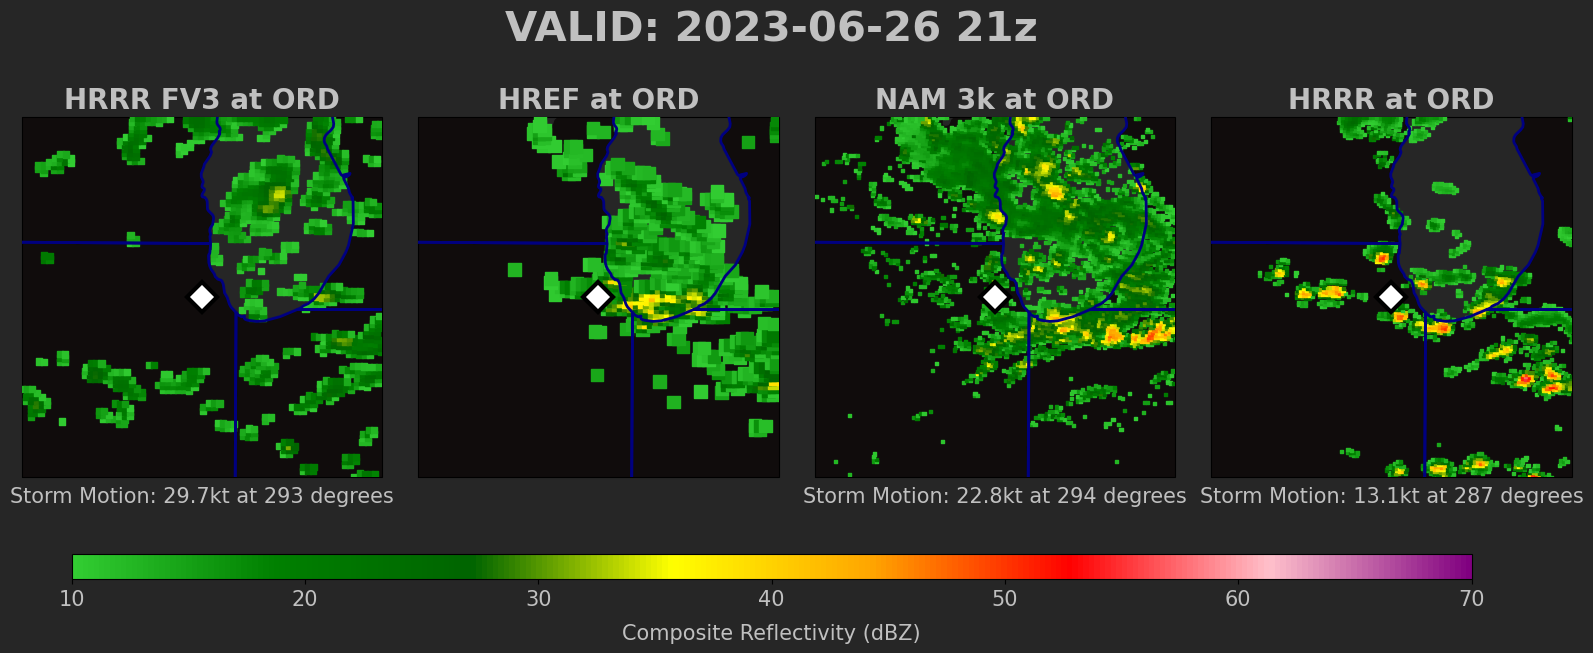 VALID: 2023-06-26 21z
HRRR FV3 at ORD
HREF at ORD
NAM 3k at ORD
HRRR at ORD
Storm Motion: 29.7kt at 293 degrees
Storm Motion: 22.8kt at 294 degrees
Storm Motion: 13.1kt at 287 degrees
10 20 30 40 50 60 70
Composite Reflectivity (dBZ)